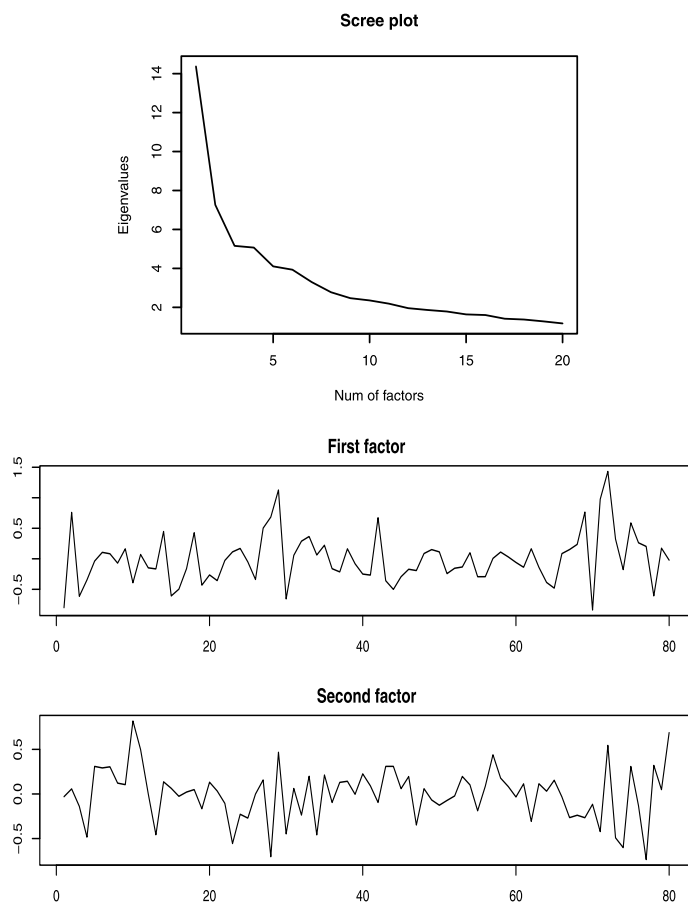 Scree plot
14
12
10
8
6
4
2
Eigenvalues
5 10 15 20
Num of factors
First factor
1.5
0.5
−0.5
0 20 40 60 80
Second factor
0.5
0.0
−0.5
0 20 40 60 80